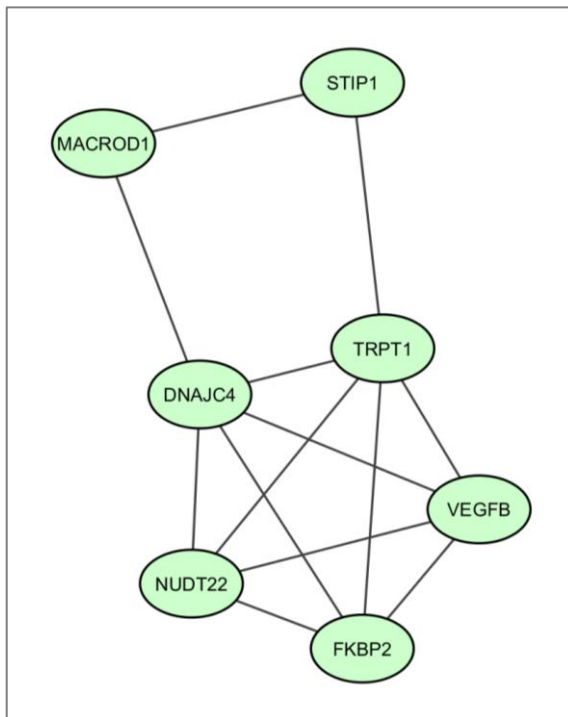 STIP1
MACROD1
TRPT1
DNAJC4
VEGFB
NUDT22
FKBP2